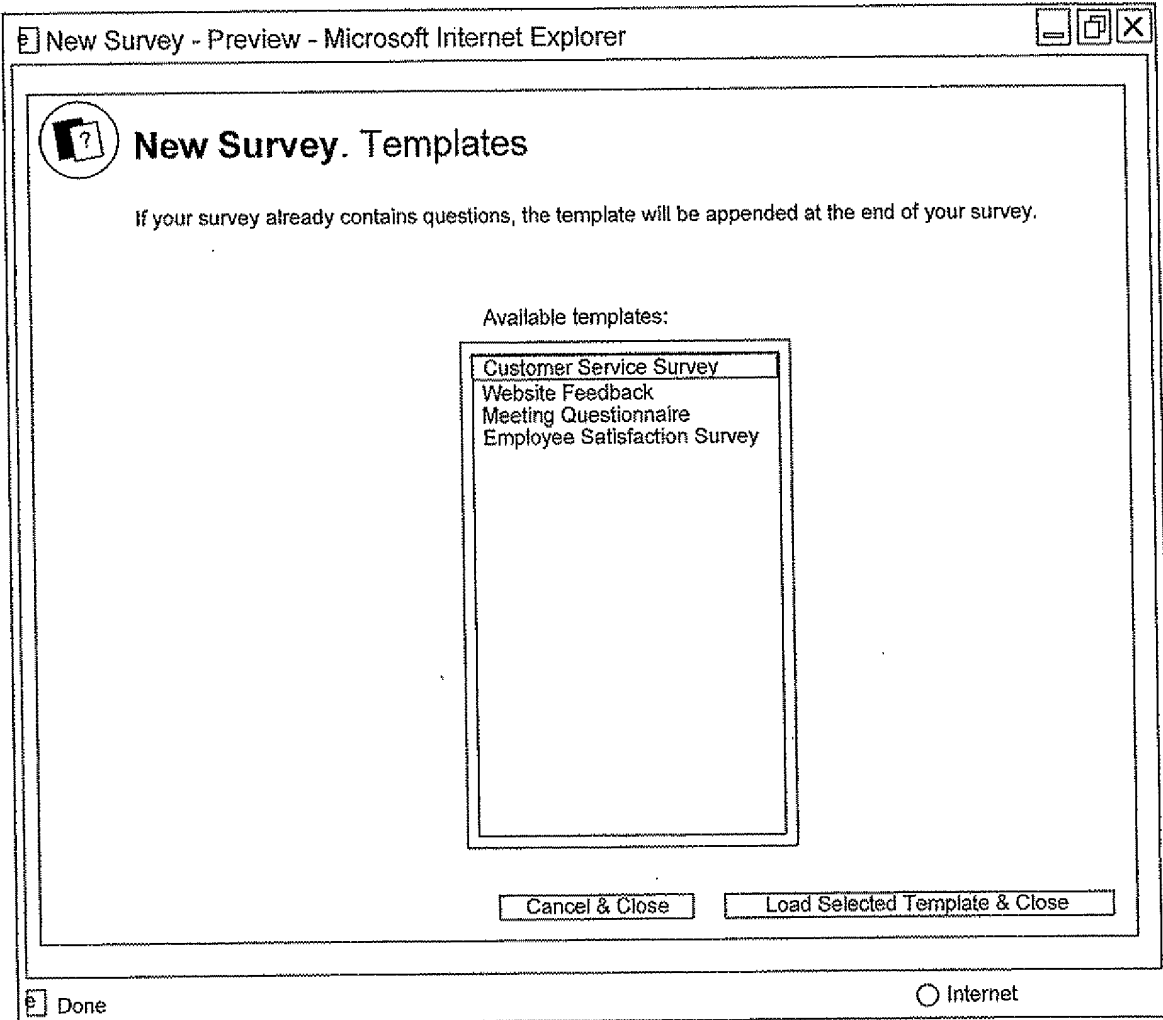 New Survey - Preview - Microsoft Internet Explorer
New Survey. Templates
If your survey already contains questions, the template will be appended at the end of your survey.
Available templates:
Customer Service Survey
Website Feedback
Meeting Questionnaire
Employee Satisfaction Survey
Cancel & Close
Load Selected Template & Close
Done
Internet